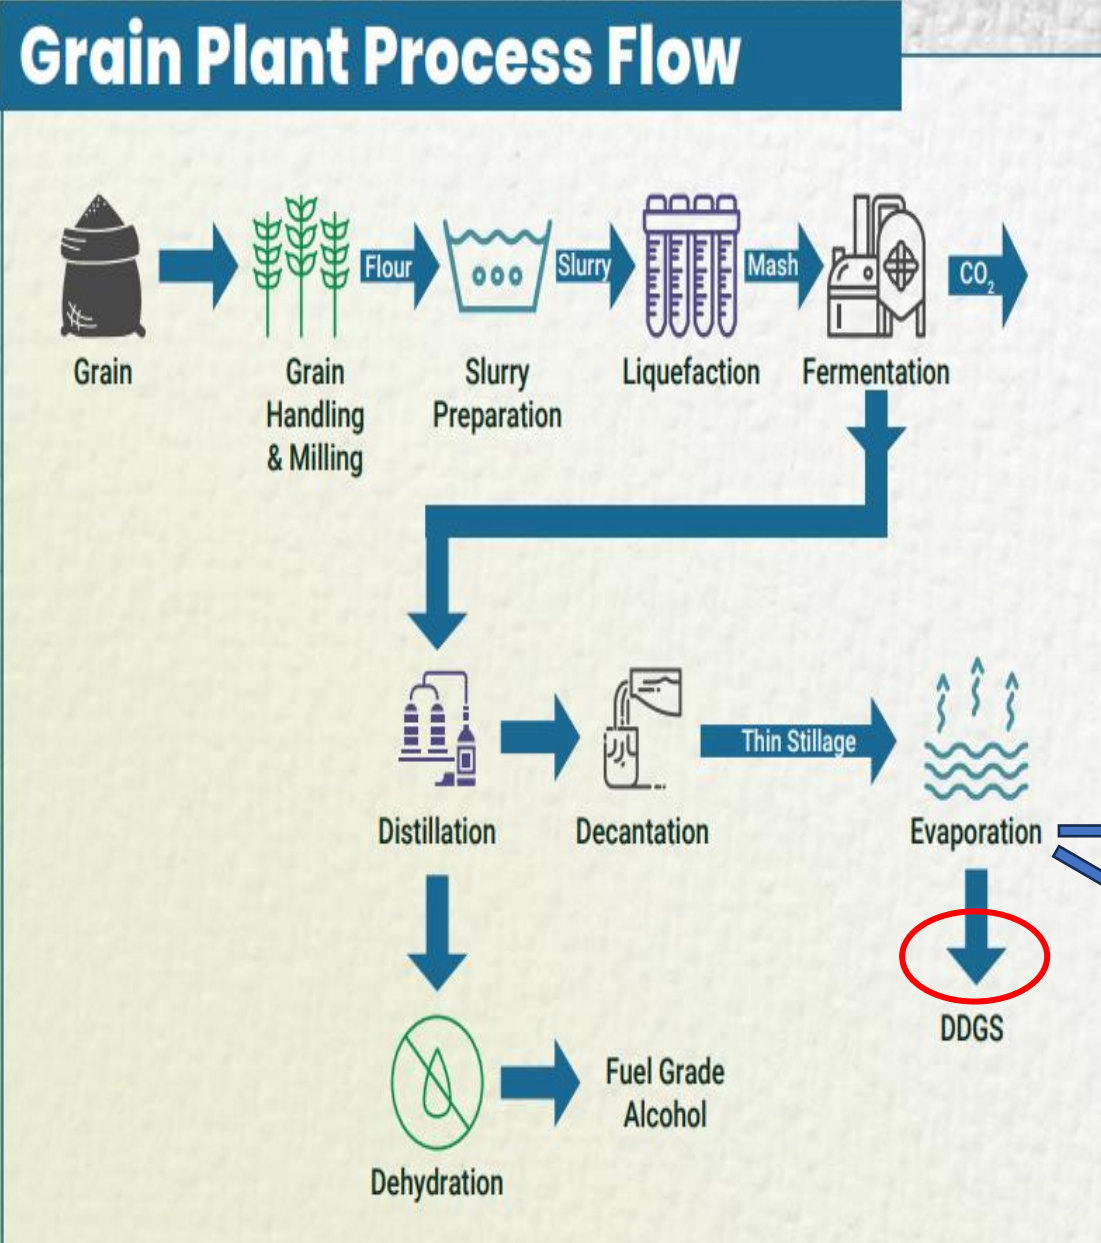 Grain Plant Process Flow
Flour
Slurry
Mash
CO2
Grain
Grain
Handling
& Milling
Slurry
Preparation
Liquefaction
Fermentation
Thin Stillage
Distillation
Decantation
Evaporation
DDGS
Fuel Grade
Alcohol
Dehydration